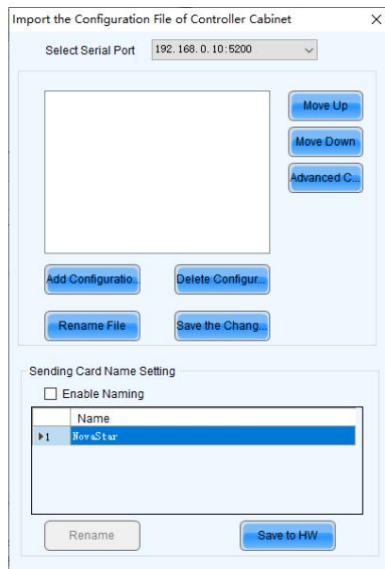 Import the Configuration File of Controller Cabinet
Select Serial Port 192.168.0.10:5200
Move Up
Move Down
Advanced C...
Add Configuratio... Delete Configur...
Rename File Save the Chang...
Sending Card Name Setting
Enable Naming
Name
1 NovaStar
Rename Save to HW